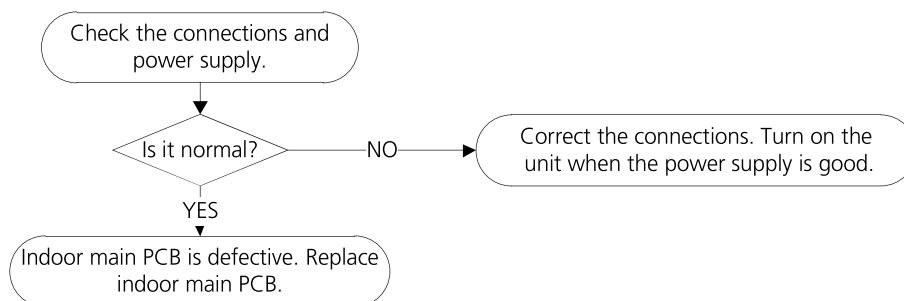 Check the connections and
power supply.
Is it normal?
NO
Correct the connections. Turn on the
unit when the power supply is good.
YES
Indoor main PCB is defective. Replace
indoor main PCB.